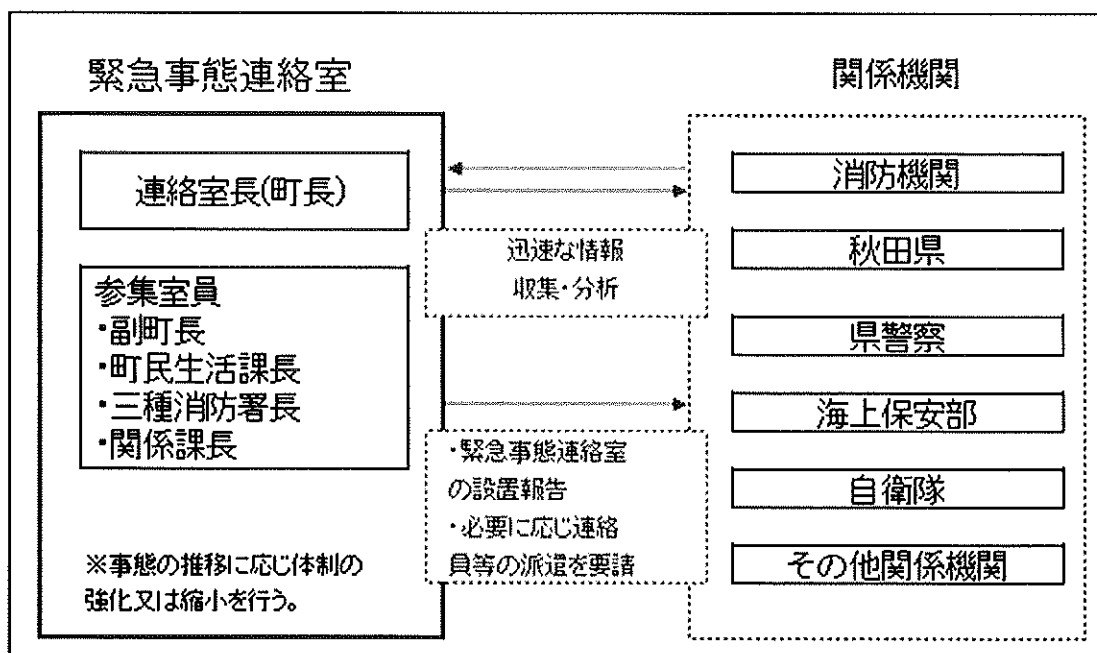 緊急事態連絡室
連絡室長(町長)
参集室員
・副町長
・町民生活課長
・三種消防署長
・関係課長
※事態の推移に応じ体制の
強化又は縮小を行う。
迅速な情報
収集・分析
・緊急事態連絡室
の設置報告
・必要に応じ連絡
員等の派遣を要請
関係機関
消防機関
秋田県
県警察
海上保安部
自衛隊
その他関係機関